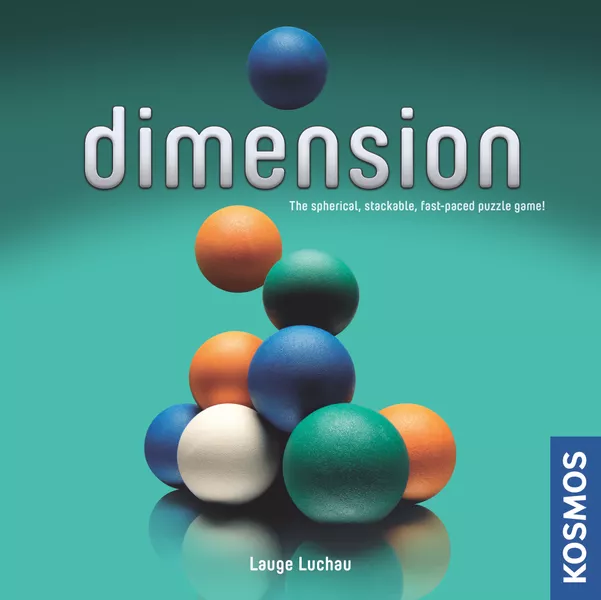 dimension
The spherical, stackable, fast-paced puzzle game!
KOSMOS
Lauge Luchau